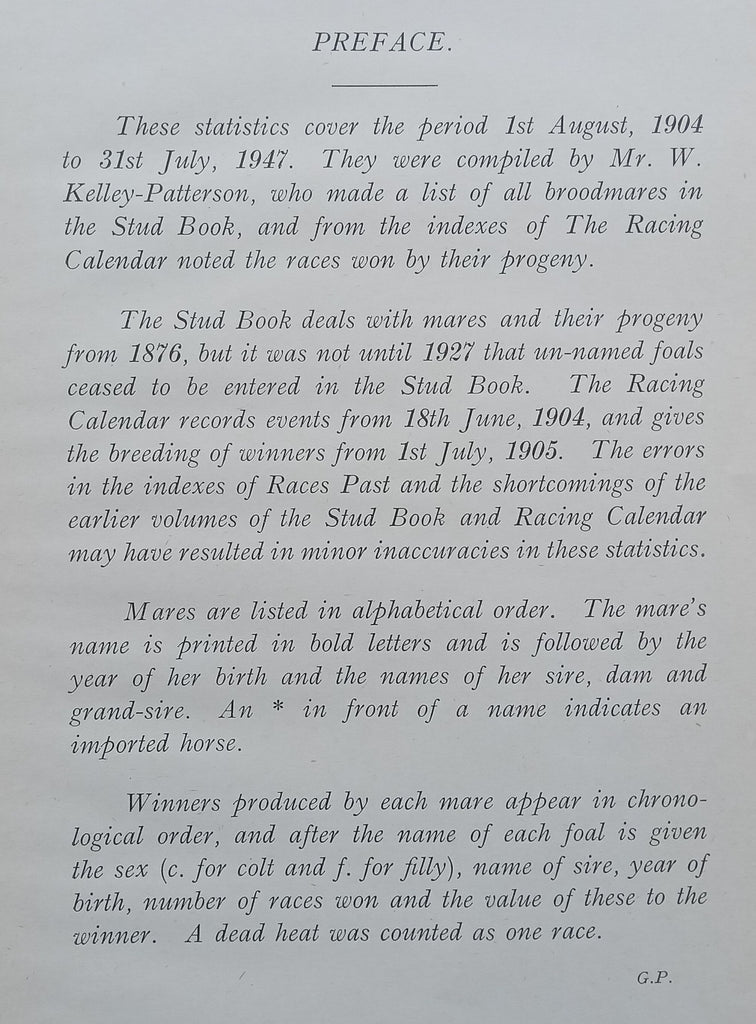 PREFACE.
These statistics cover the period 1st August, 1904
to 31st July, 1947. They were compiled by Mr. W.
Kelley-Patterson, who made a list of all broodmares in
the Stud Book, and from the indexes of The Racing
Calendar noted the races won by their progeny.
The Stud Book deals with mares and their progeny
from 1876, but it was not until 1927 that un-named foals
ceased to be entered in the Stud Book. The Racing
Calendar records events from 18th June, 1904, and gives
the breeding of winners from 1st July, 1905. The errors
in the indexes of Races Past and the shortcomings of the
earlier volumes of the Stud Book and Racing Calendar
may have resulted in minor inaccuracies in these statistics.
Mares are listed in alphabetical order. The mare's
name is printed in bold letters and is followed by the
year of her birth and the names of her sire, dam and
grand-sire. An * in front of a name indicates an
imported horse.
Winners produced by each mare appear in chrono-
logical order, and after the name of each foal is given
the sex (c. for colt and f. for filly), name of sire, year of
birth, number of races won and the value of these to the
winner. A dead heat was counted as one race.
G.P.